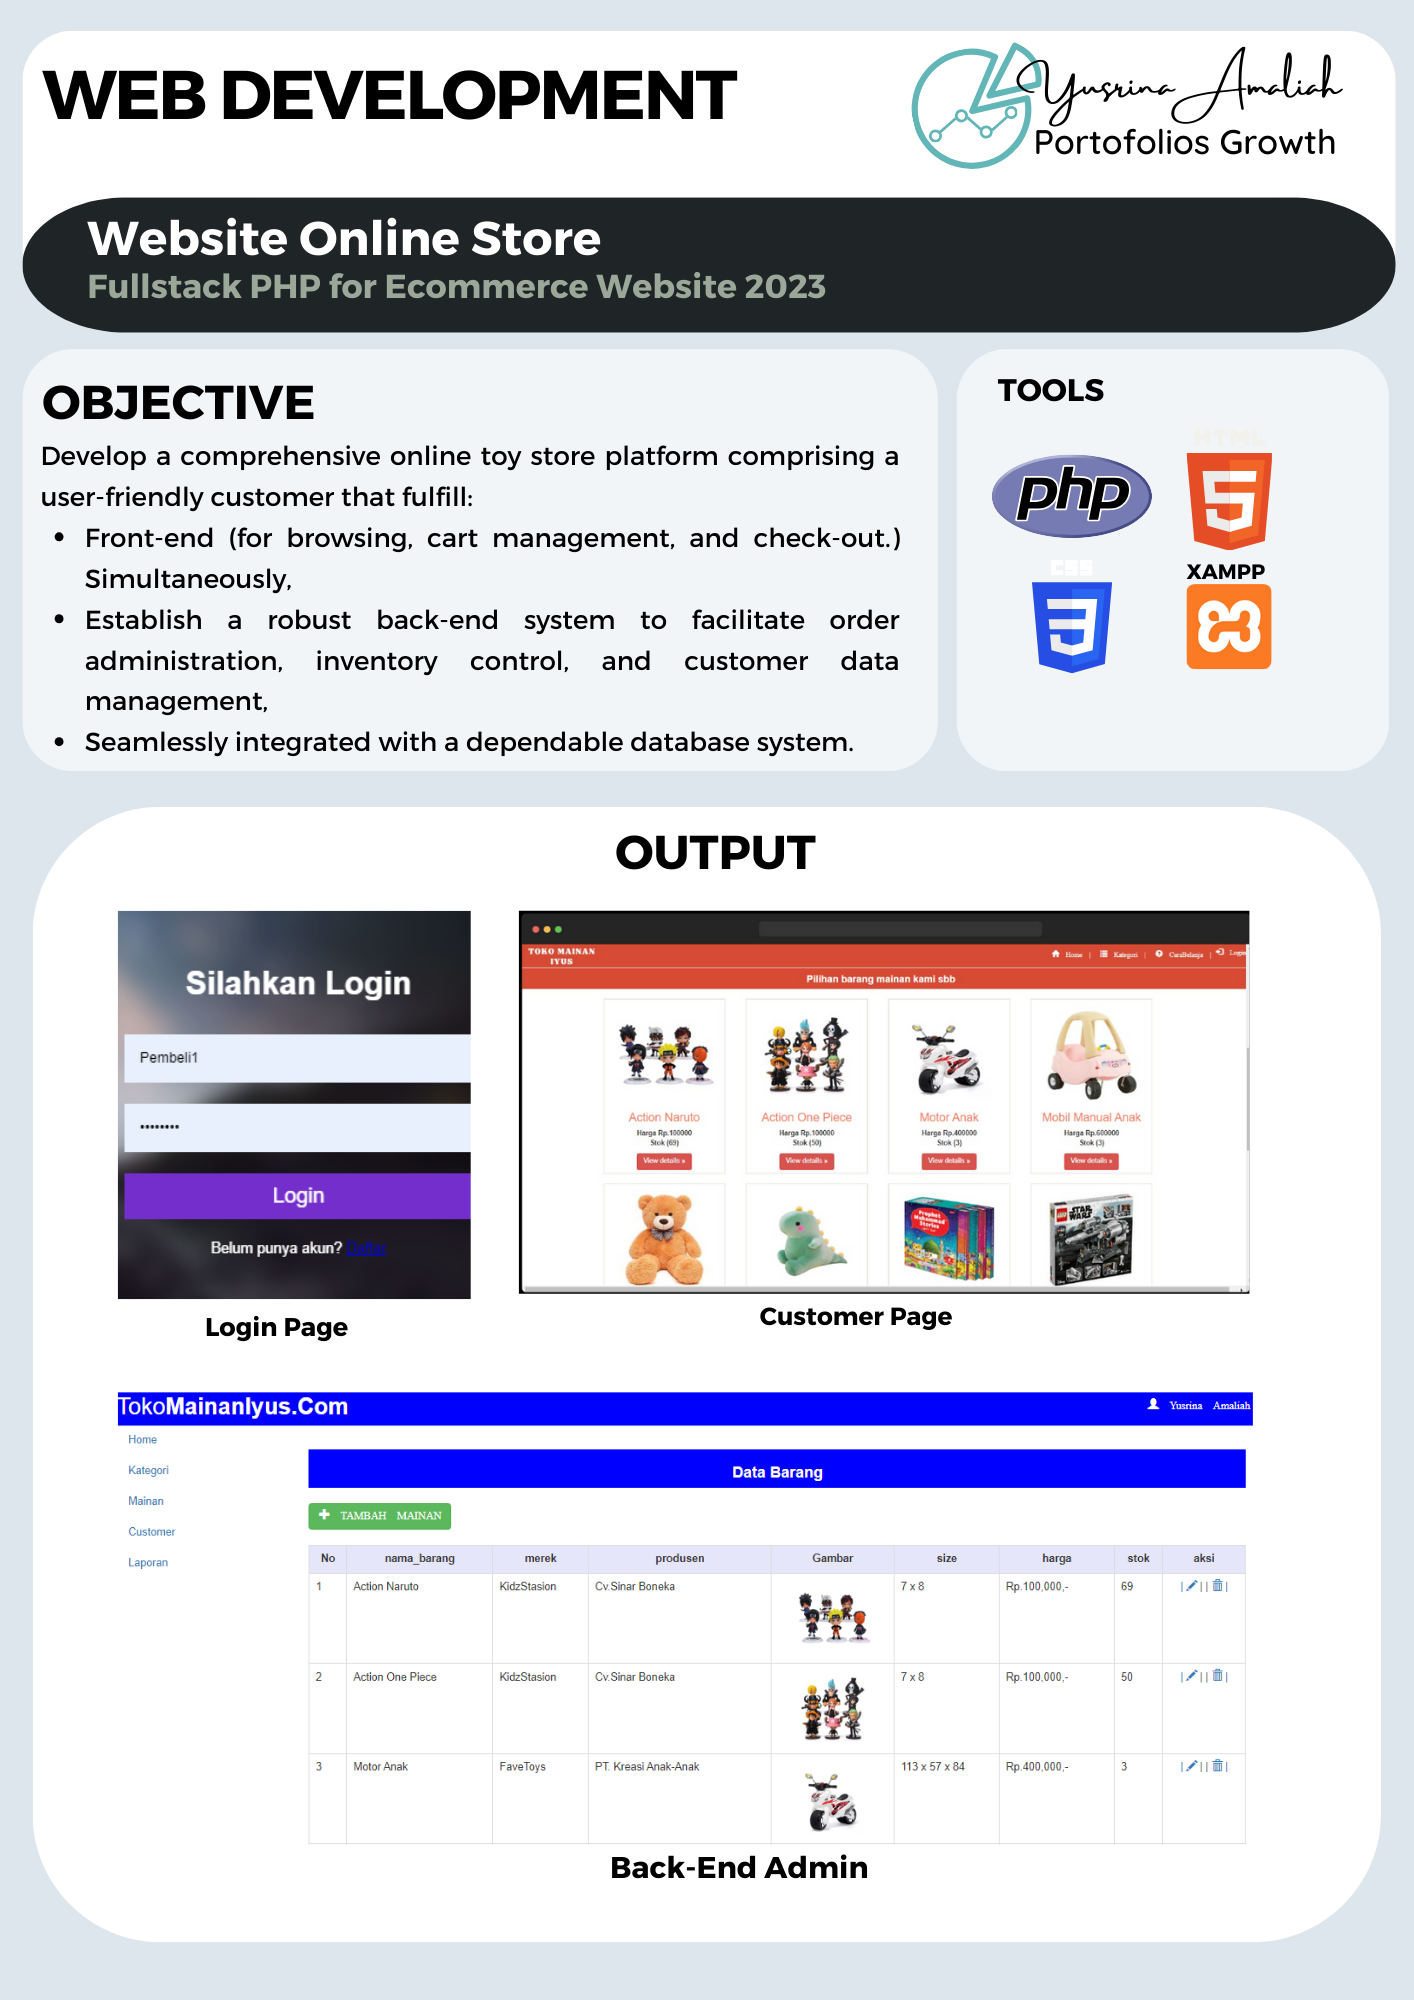 WEB DEVELOPMENT
Yusrina Amaliah
Portofolios Growth
Website Online Store
Fullstack PHP for Ecommerce Website 2023
OBJECTIVE
Develop a comprehensive online toy store platform comprising a
user-friendly customer that fulfill:
• Front-end (for browsing, cart management, and check-out.)
Simultaneously,
• Establish a robust back-end system to facilitate order
administration, inventory control, and customer data
management,
• Seamlessly integrated with a dependable database system.
TOOLS
php
HTML
5
CSS
3
XAMPP
OUTPUT
Silahkan Login
Pembeli1
••••••••
Login
Belum punya akun? Daftar
Login Page
TOKO MAINAN
IYUS
Home | Kategori | CaraBelanja | Login
Pilihan barang mainan kami sbb
Action Naruto
Harga Rp.100000
Stok (69)
View details »
Action One Piece
Harga Rp.100000
Stok (50)
View details »
Motor Anak
Harga Rp.400000
Stok (3)
View details »
Mobil Manual Anak
Harga Rp.600000
Stok (3)
View details »
Prophet
Muhammad
Stories
LEGO
STAR
WARS
Customer Page
TokoMainanIyus.Com
Yusrina Amaliah
Home
Kategori
Mainan
Customer
Laporan
Data Barang
TAMBAH MAINAN
No nama_barang merek produsen Gambar size harga stok aksi
1 Action Naruto KidzStasion Cv.Sinar Boneka 7 x 8 Rp.100,000,- 69 | | | |
2 Action One Piece KidzStasion Cv.Sinar Boneka 7 x 8 Rp.100,000,- 50 | | | |
3 Motor Anak FaveToys PT. Kreasi Anak-Anak 113 x 57 x 84 Rp.400,000,- 3 | | | |
Back-End Admin